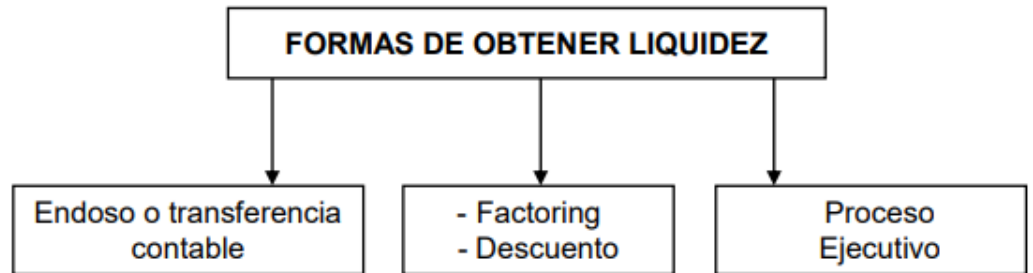 FORMAS DE OBTENER LIQUIDEZ
Endoso o transferencia
contable
- Factoring
- Descuento
Proceso
Ejecutivo